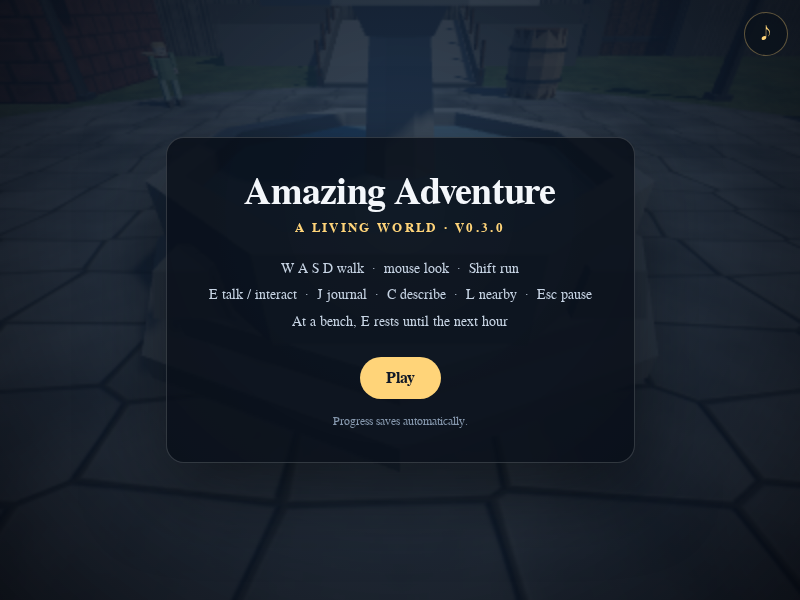 ♪
Amazing Adventure
A LIVING WORLD · V0.3.0
W A S D walk · mouse look · Shift run
E talk / interact · J journal · C describe · L nearby · Esc pause
At a bench, E rests until the next hour
Play
Progress saves automatically.